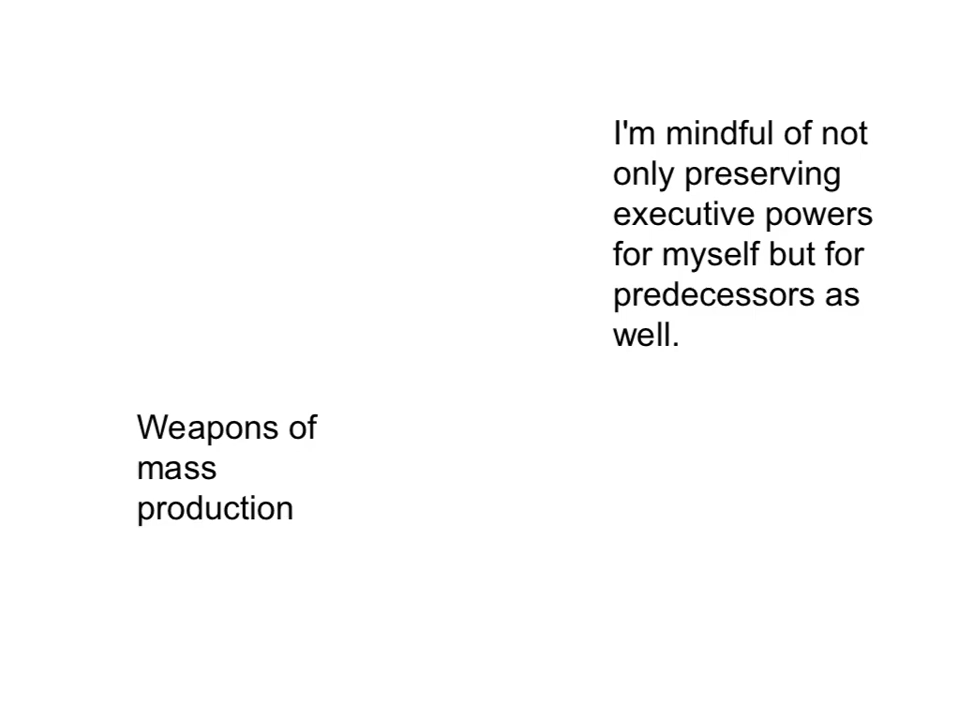 I'm mindful of not
only preserving
executive powers
for myself but for
predecessors as
well.
Weapons of
mass
production